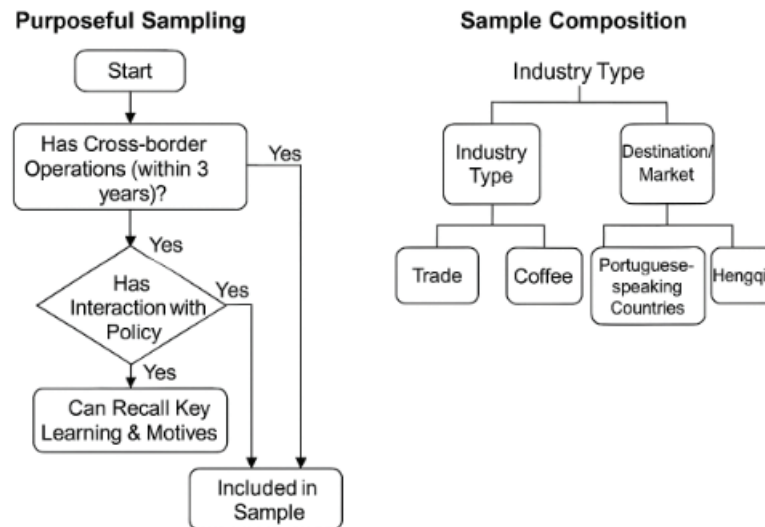 Purposeful Sampling
Start
Has Cross-border
Operations (within 3
years)?
Yes
Yes
Has
Interaction with
Policy
Yes
Yes
Can Recall Key
Learning & Motives
Included in
Sample
Sample Composition
Industry Type
Industry
Type
Destination/
Market
Trade
Coffee
Portuguese-
speaking
Countries
Hengqi